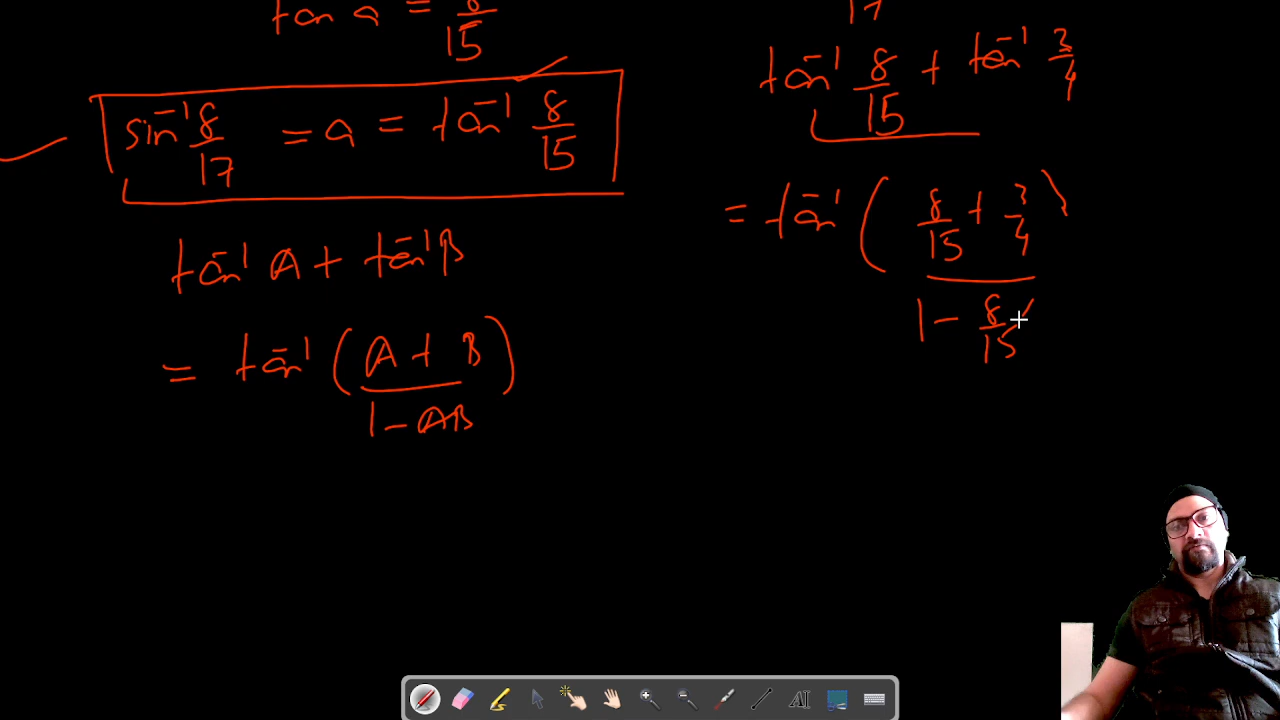 tan a = 8/15
sin⁻¹ 8/17 = a = tan⁻¹ 8/15
tan⁻¹ A + tan⁻¹ B
= tan⁻¹ ( (A + B) / (1 - AB) )
17
tan⁻¹ 8/15 + tan⁻¹ 3/4
= tan⁻¹ ( 8/15 + 3/4 )
1 - 8/15
AI